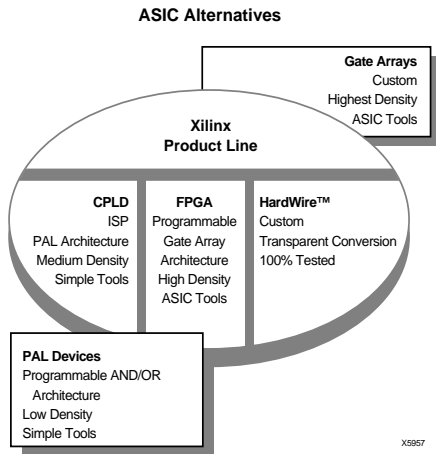 ASIC Alternatives
Gate Arrays
Custom
Highest Density
ASIC Tools
Xilinx
Product Line
CPLD
ISP
PAL Architecture
Medium Density
Simple Tools
FPGA
Programmable
Gate Array
Architecture
High Density
ASIC Tools
HardWire™
Custom
Transparent Conversion
100% Tested
PAL Devices
Programmable AND/OR
Architecture
Low Density
Simple Tools
X5957